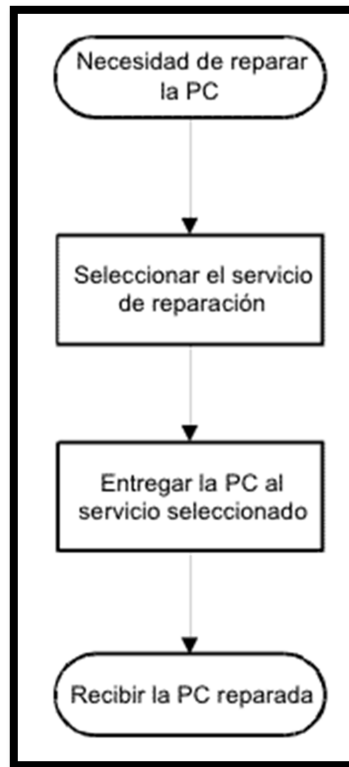 Necesidad de reparar
la PC
Seleccionar el servicio
de reparación
Entregar la PC al
servicio seleccionado
Recibir la PC reparada